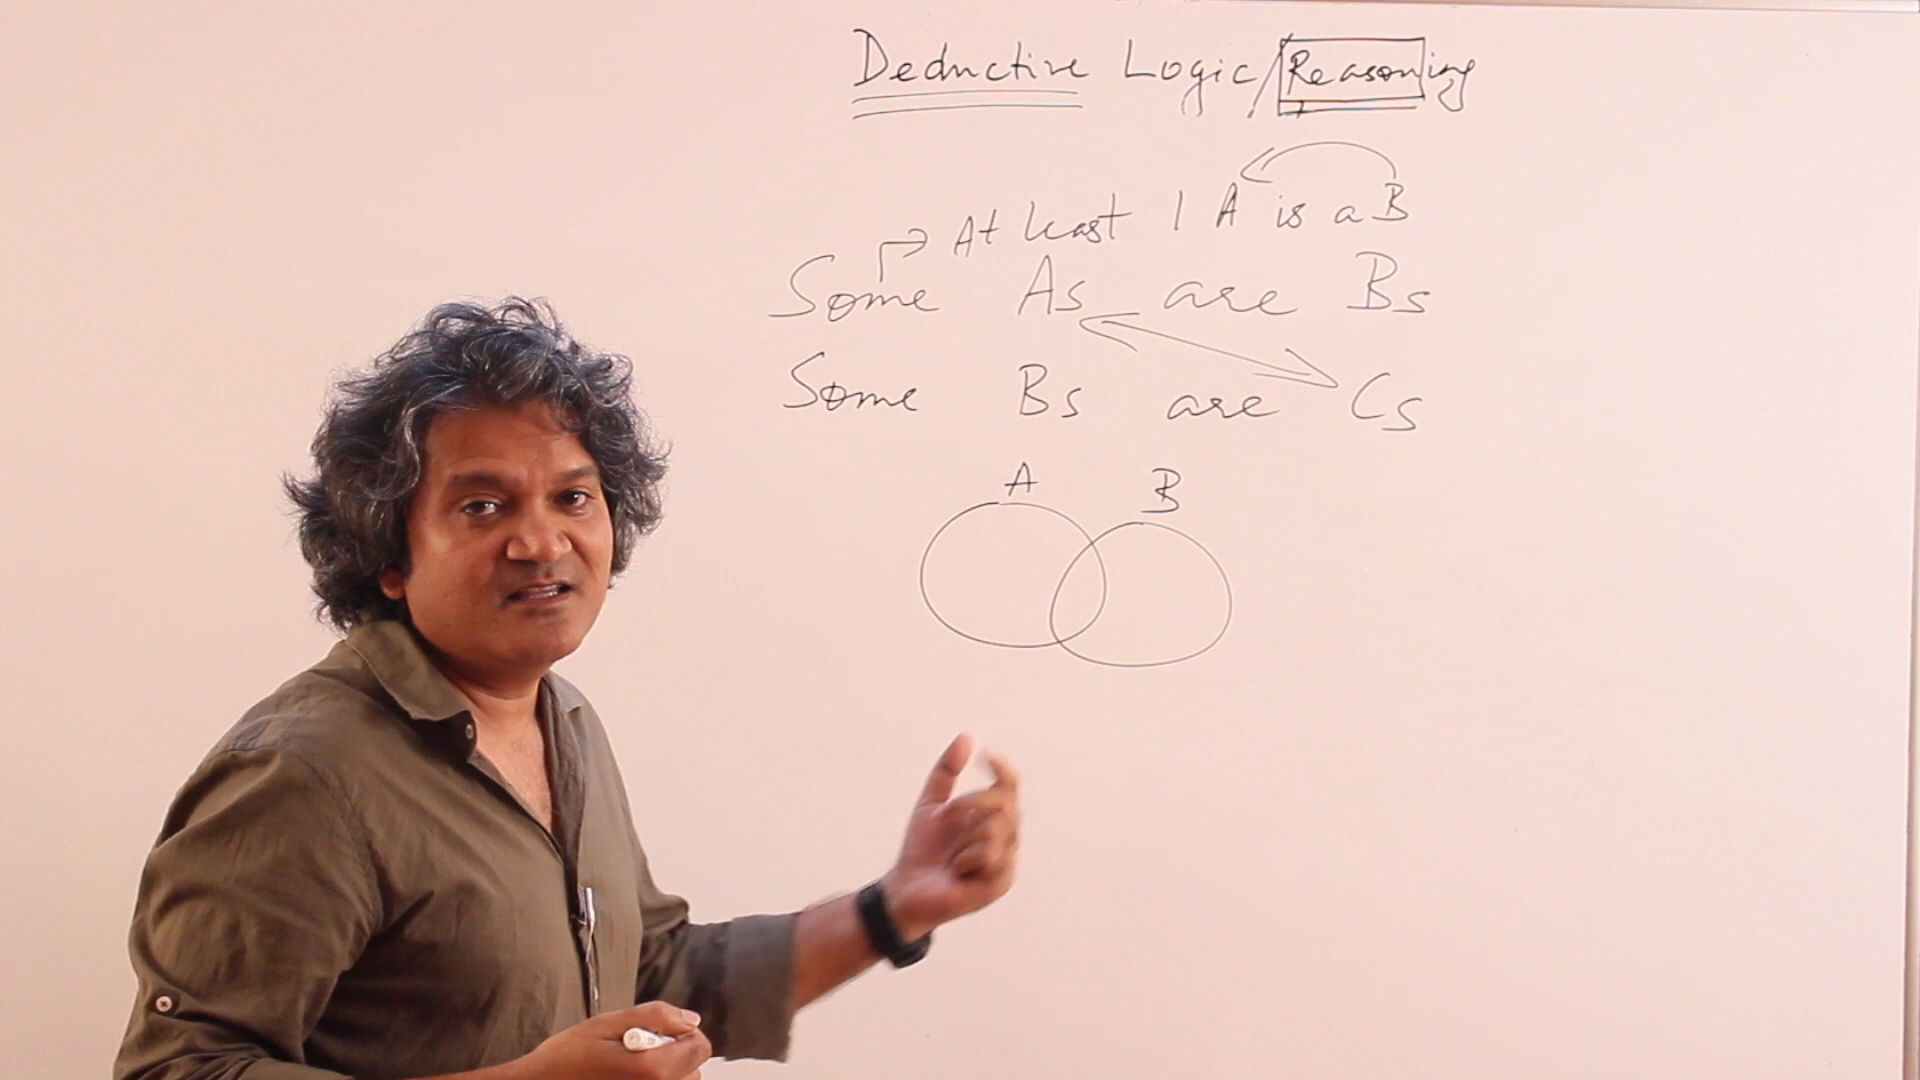 Deductive Logic/Reasoning
At least 1 A is a B
Some As are Bs
Some Bs are Cs
A B